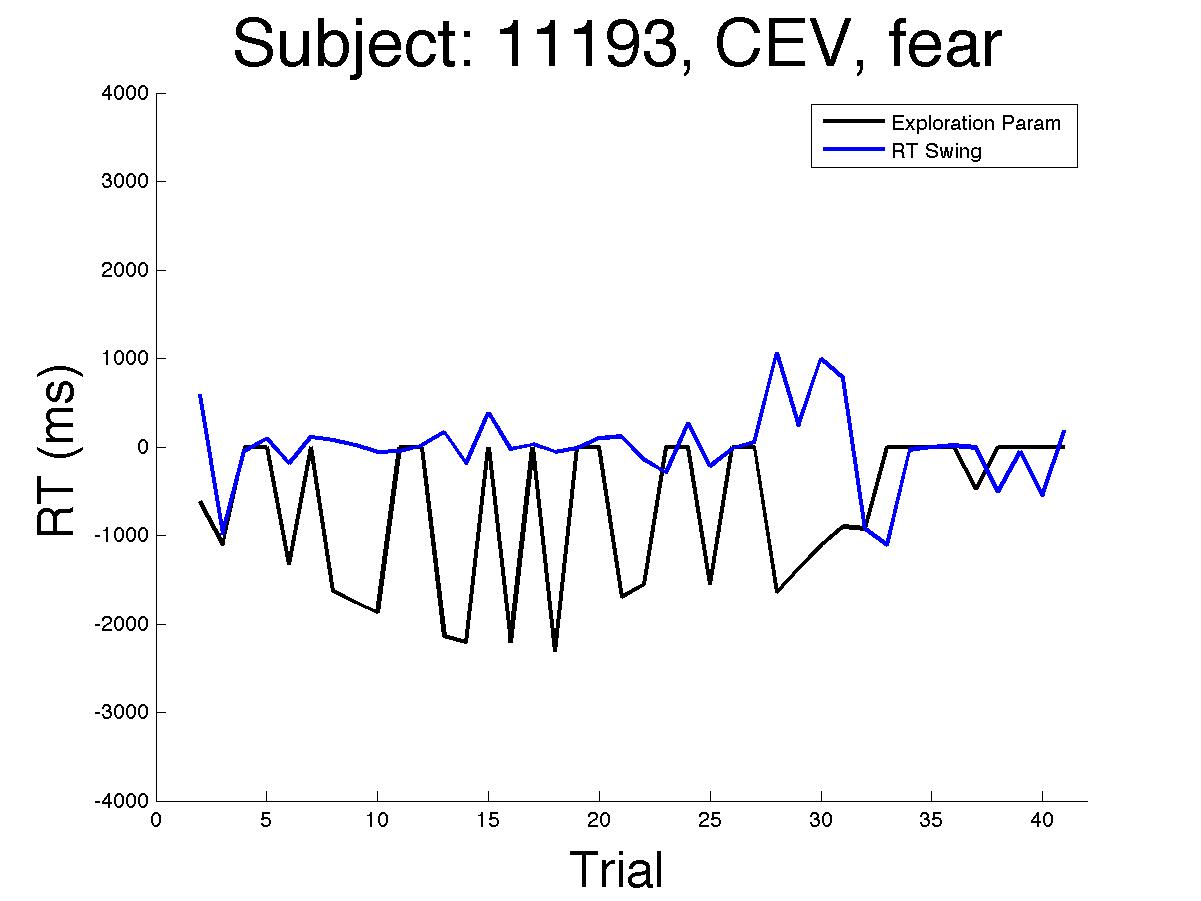 Subject: 11193, CEV, fear
4000
3000
2000
1000
0
-1000
-2000
-3000
-4000
RT (ms)
Exploration Param
RT Swing
0 5 10 15 20 25 30 35 40
Trial